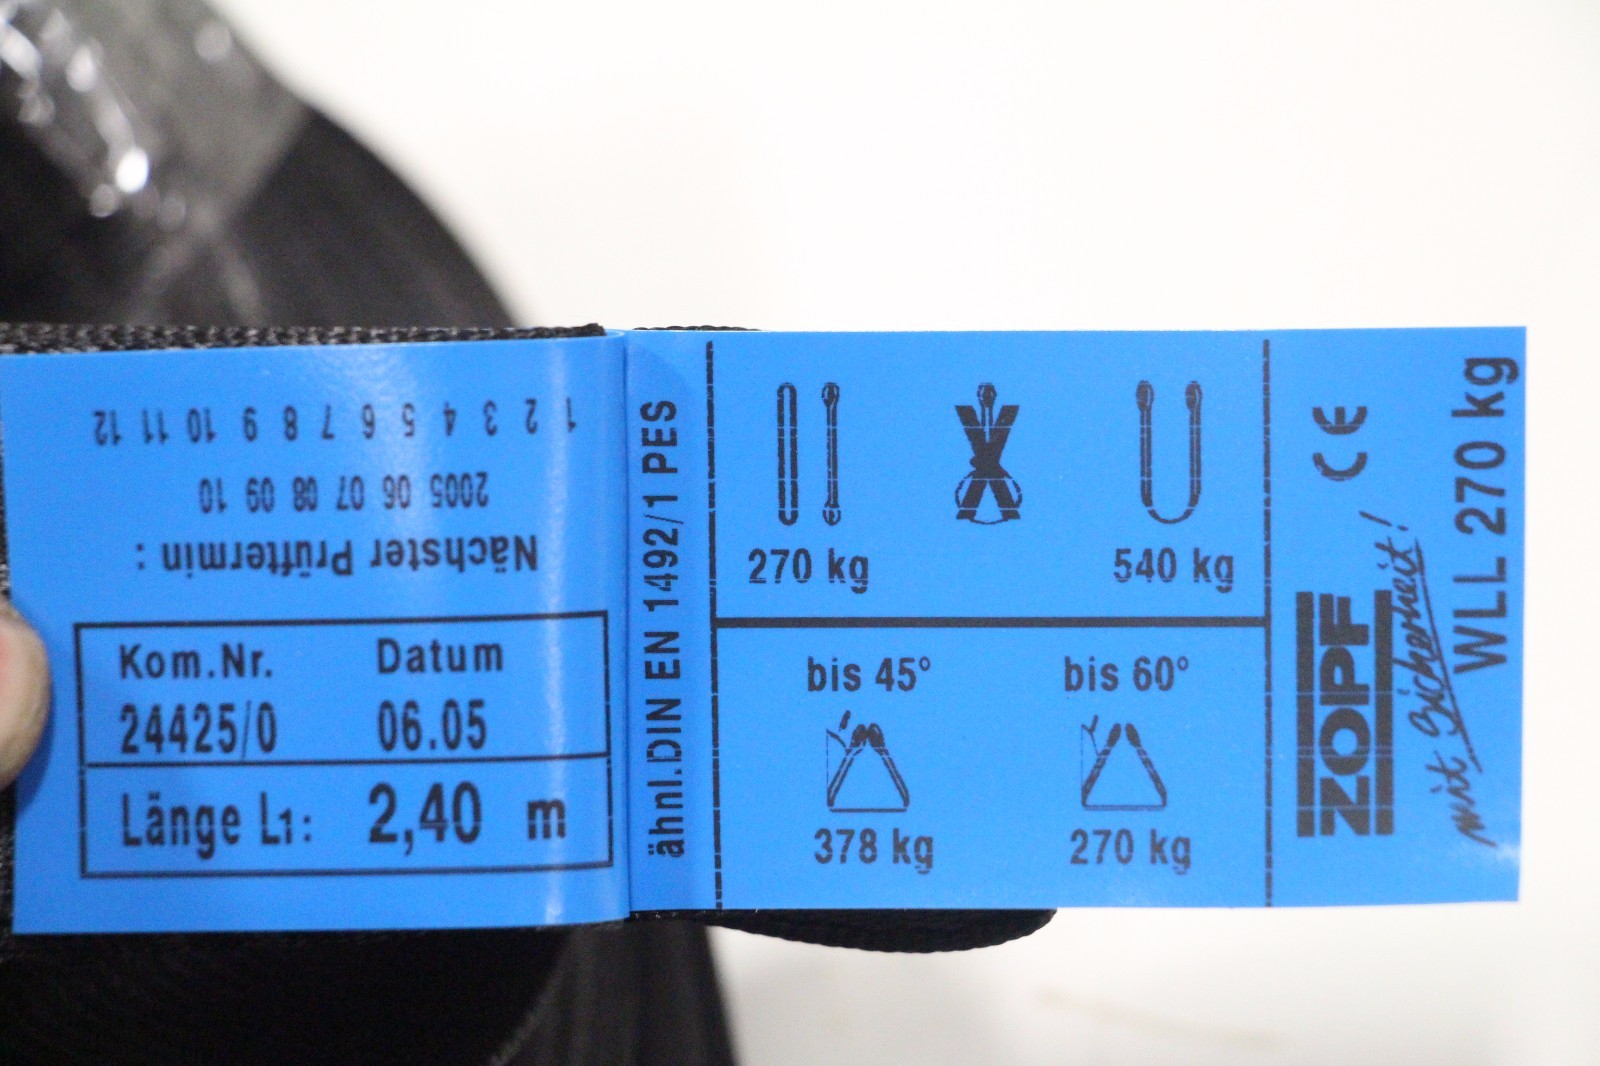 1 2 3 4 5 6 7 8 9 10 11 12
2005 06 07 08 09 10
Nächster Prüftermin :
Kom.Nr. Datum
24425/0 06.05
Länge L1: 2,40 m
ähnl.DIN EN 1492/1 PES
270 kg
540 kg
bis 45°
bis 60°
378 kg
270 kg
CE
ZOPF
mit Sicherheit!
WLL 270 kg